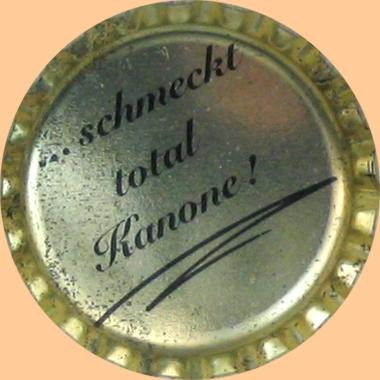 ... schmeckt
total
Kanone!